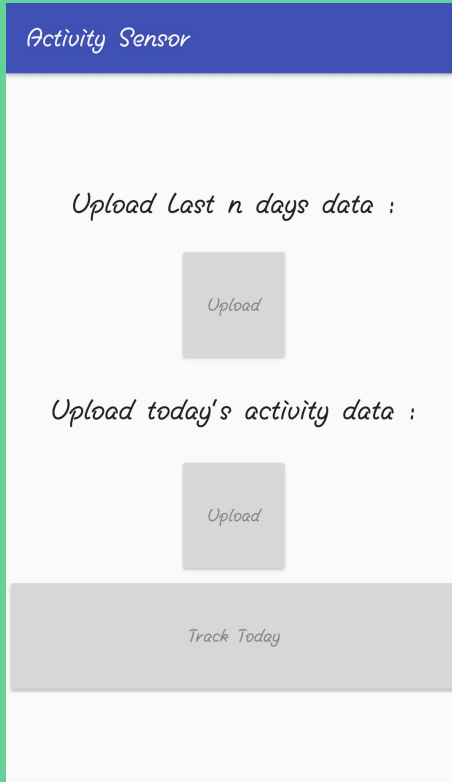 Activity Sensor
Upload Last n days data :
Upload
Upload today's activity data :
Upload
Track Today